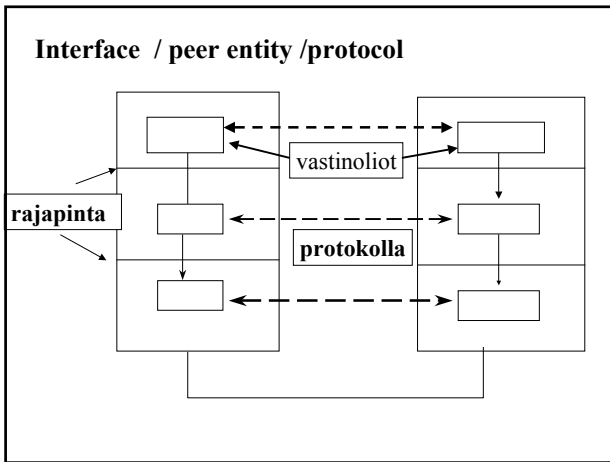 Interface / peer entity /protocol
vastinoliot
rajapinta
protokolla